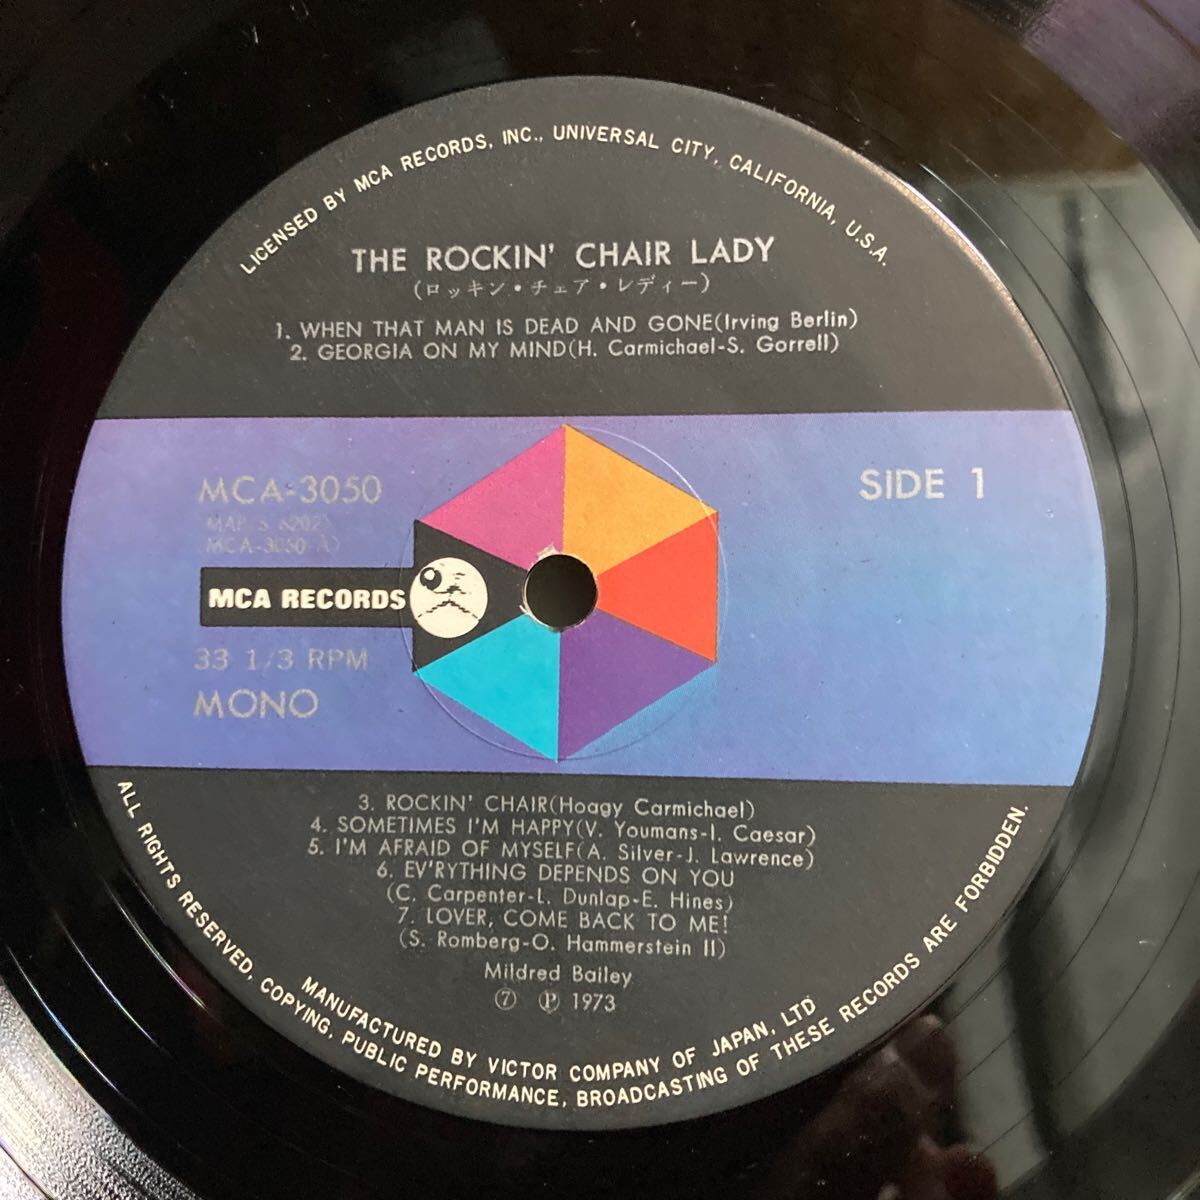 LICENSED BY MCA RECORDS, INC., UNIVERSAL CITY, CALIFORNIA, U.S.A.
THE ROCKIN' CHAIR LADY
(ロッキン・チェア・レディー)
1. WHEN THAT MAN IS DEAD AND GONE(Irving Berlin)
2. GEORGIA ON MY MIND(H. Carmichael-S. Gorrell)
MCA-3050
SIDE 1
(MCA-3050-A)
MCA RECORDS
33 1/3 RPM
MONO
3. ROCKIN' CHAIR(Hoagy Carmichael)
4. SOMETIMES I'M HAPPY(V. Youmans-I. Caesar)
5. I'M AFRAID OF MYSELF(A. Silver-J. Lawrence)
6. EV'RYTHING DEPENDS ON YOU
(C. Carpenter-L. Dunlap-E. Hines)
7. LOVER, COME BACK TO ME!
(S. Romberg-O. Hammerstein II)
Mildred Bailey
⑦ Ⓟ 1973
MANUFACTURED BY VICTOR COMPANY OF JAPAN, LTD
ALL RIGHTS RESERVED, COPYING, PUBLIC PERFORMANCE, BROADCASTING OF THESE RECORDS ARE FORBIDDEN.